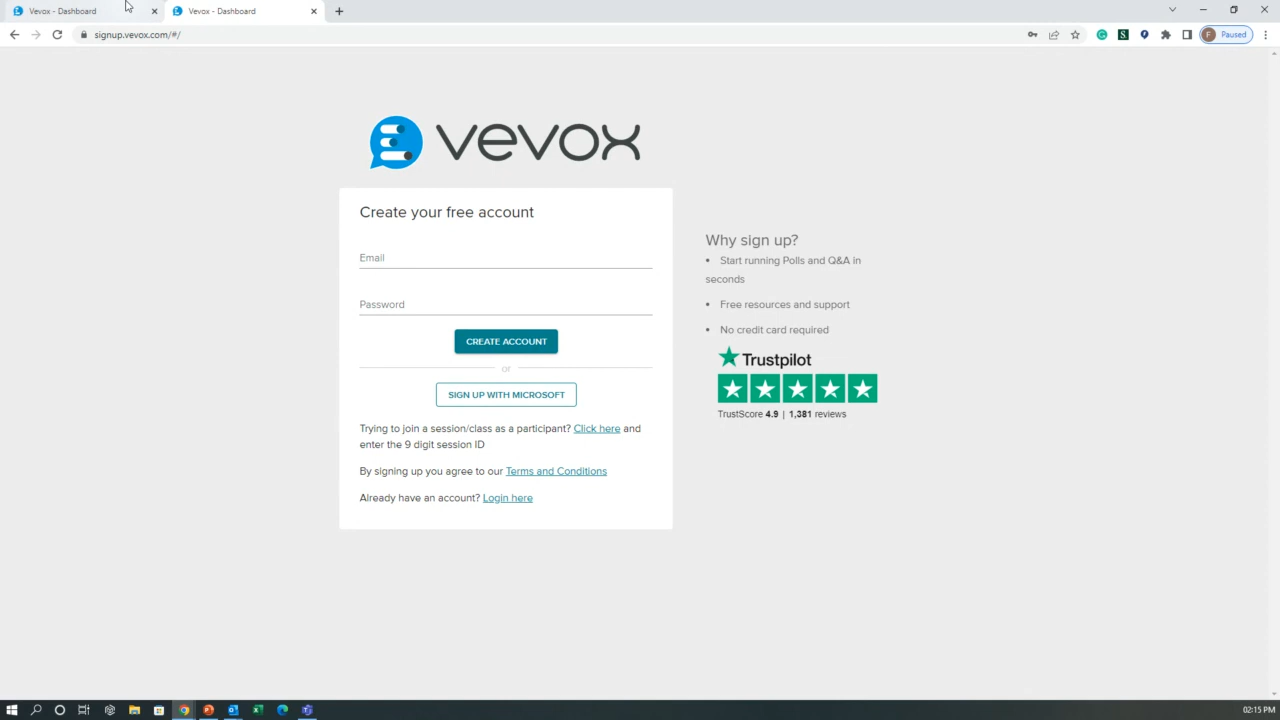 Vevox - Dashboard
Vevox - Dashboard
signup.vevox.com/#/
F Paused
vevox
Create your free account
Email
Password
CREATE ACCOUNT
or
SIGN UP WITH MICROSOFT
Trying to join a session/class as a participant? Click here and
enter the 9 digit session ID
By signing up you agree to our Terms and Conditions
Already have an account? Login here
Why sign up?
• Start running Polls and Q&A in
seconds
• Free resources and support
• No credit card required
Trustpilot
TrustScore 4.9 | 1,381 reviews
02:15 PM